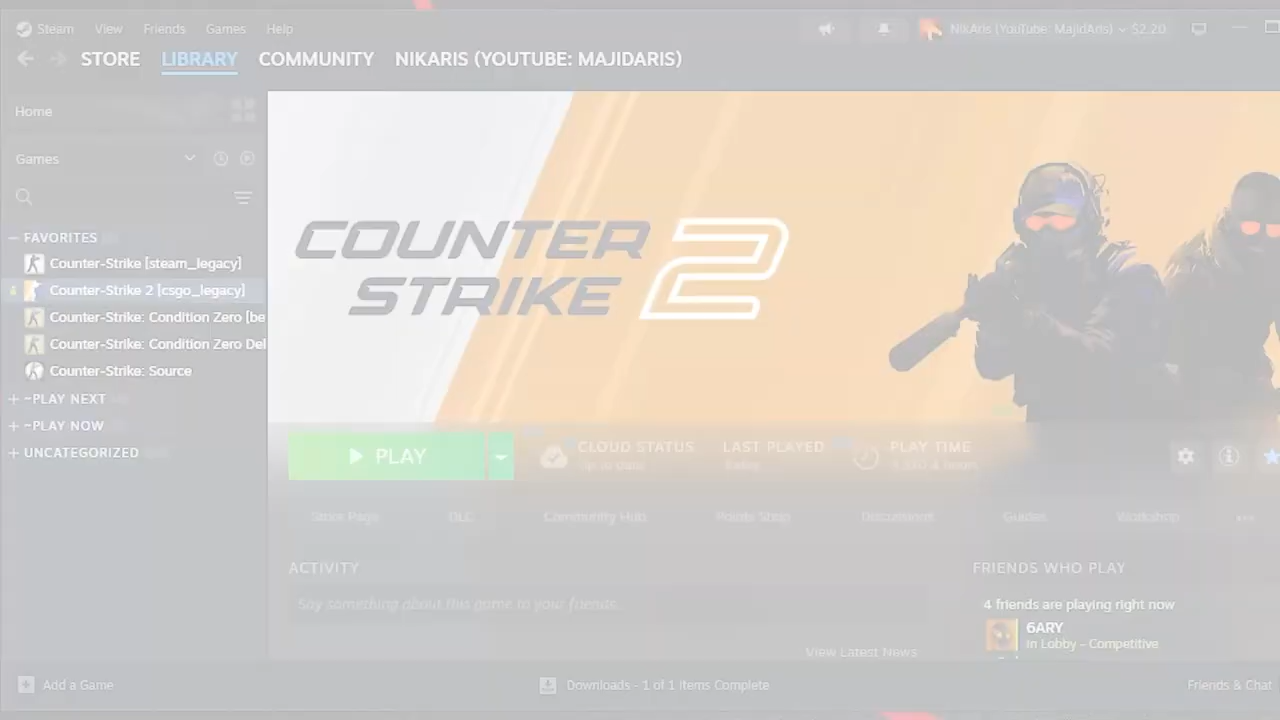 Steam View Friends Games Help NikAris (YouTube: MajidAris) $2.20
STORE LIBRARY COMMUNITY NIKARIS (YOUTUBE: MAJIDARIS)
Home
Games
FAVORITES
Counter-Strike [steam_legacy]
Counter-Strike 2 [csgo_legacy]
Counter-Strike: Condition Zero [be
Counter-Strike: Condition Zero Del
Counter-Strike: Source
~PLAY NEXT
~PLAY NOW
UNCATEGORIZED
COUNTER
STRIKE 2
PLAY
CLOUD STATUS
Up to date
LAST PLAYED
Today
PLAY TIME
Store Page DLC Community Hub Points Shop Discussions Guides Workshop
ACTIVITY
Say something about this game to your friends...
View Latest News
FRIENDS WHO PLAY
4 friends are playing right now
6ARY
In Lobby - Competitive
Add a Game
Downloads - 1 of 1 Items Complete
Friends & Chat